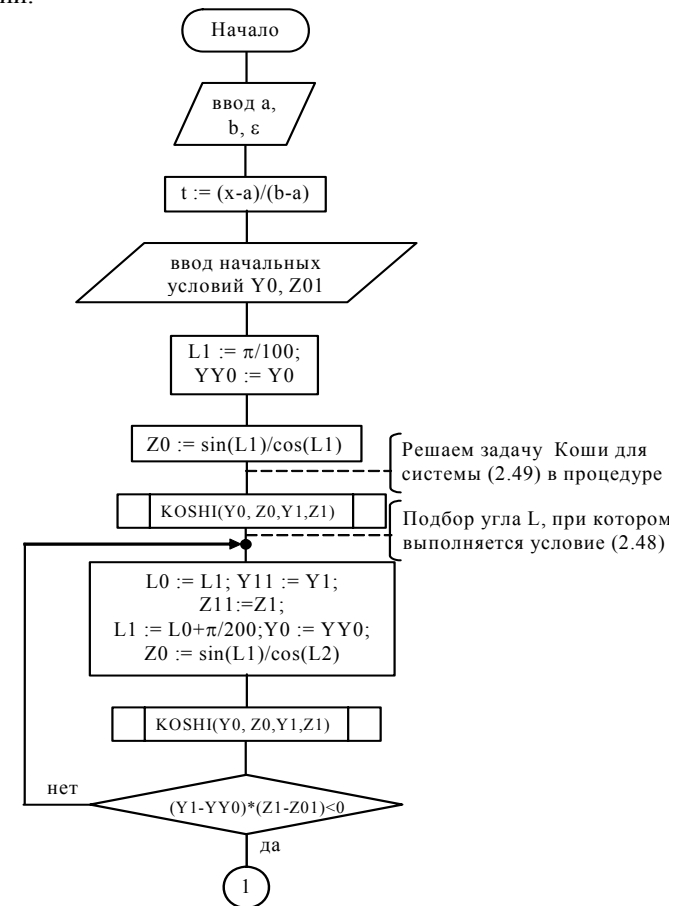 Начало
ввод a,
b, ε
t := (x-a)/(b-a)
ввод начальных
условий Y0, Z01
L1 := π/100;
YY0 := Y0
Z0 := sin(L1)/cos(L1)
Решаем задачу Коши для
системы (2.49) в процедуре
KOSHI(Y0, Z0,Y1,Z1)
Подбор угла L, при котором
выполняется условие (2.48)
L0 := L1; Y11 := Y1;
Z11:=Z1;
L1 := L0+π/200;Y0 := YY0;
Z0 := sin(L1)/cos(L2)
KOSHI(Y0, Z0,Y1,Z1)
нет
(Y1-YY0)*(Z1-Z01)<0
да
1